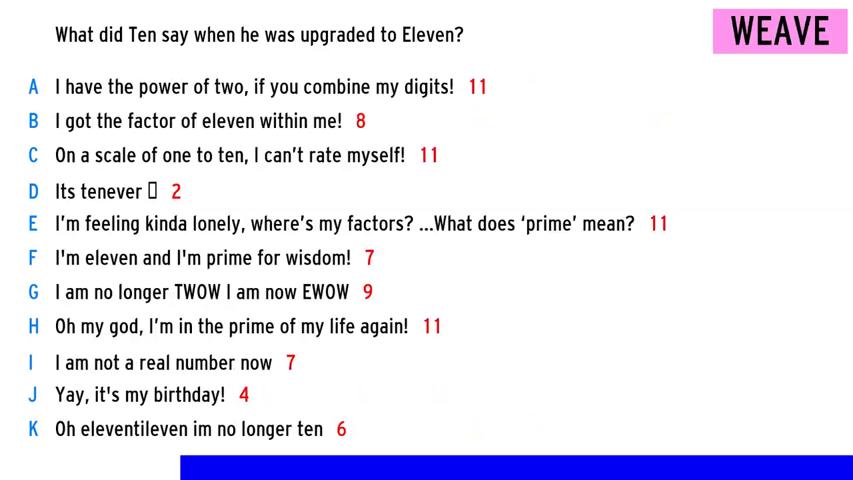 What did Ten say when he was upgraded to Eleven?
WEAVE
A I have the power of two, if you combine my digits! 11
B I got the factor of eleven within me! 8
C On a scale of one to ten, I can’t rate myself! 11
D Its tenever ▯ 2
E I’m feeling kinda lonely, where’s my factors? ...What does ‘prime’ mean? 11
F I'm eleven and I'm prime for wisdom! 7
G I am no longer TWOW I am now EWOW 9
H Oh my god, I’m in the prime of my life again! 11
I I am not a real number now 7
J Yay, it's my birthday! 4
K Oh eleventileven im no longer ten 6